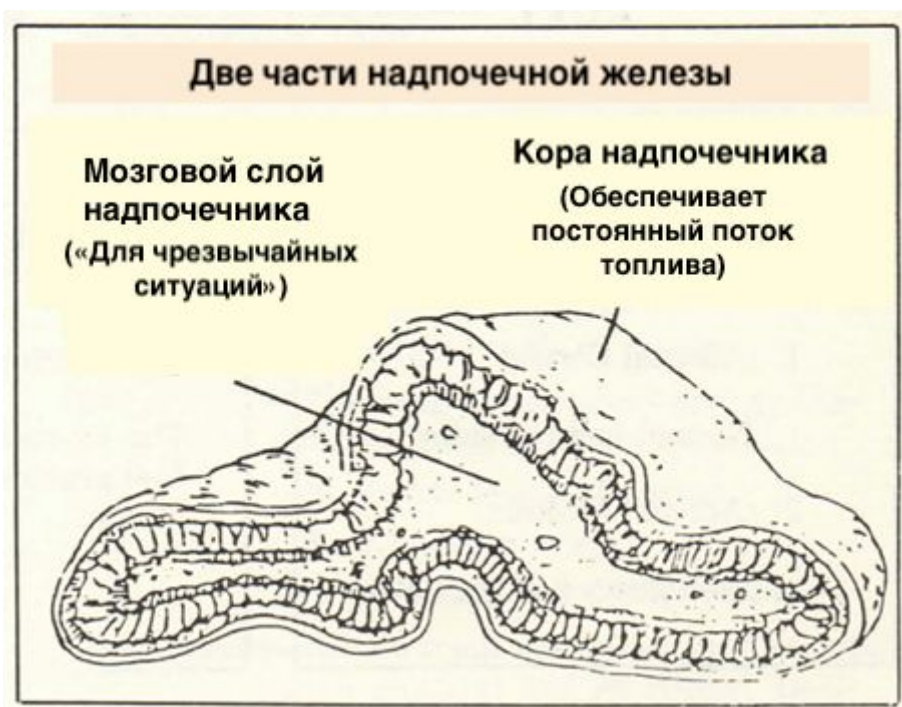 Две части надпочечной железы
Мозговой слой
надпочечника
(«Для чрезвычайных
ситуаций»)
Кора надпочечника
(Обеспечивает
постоянный поток
топлива)